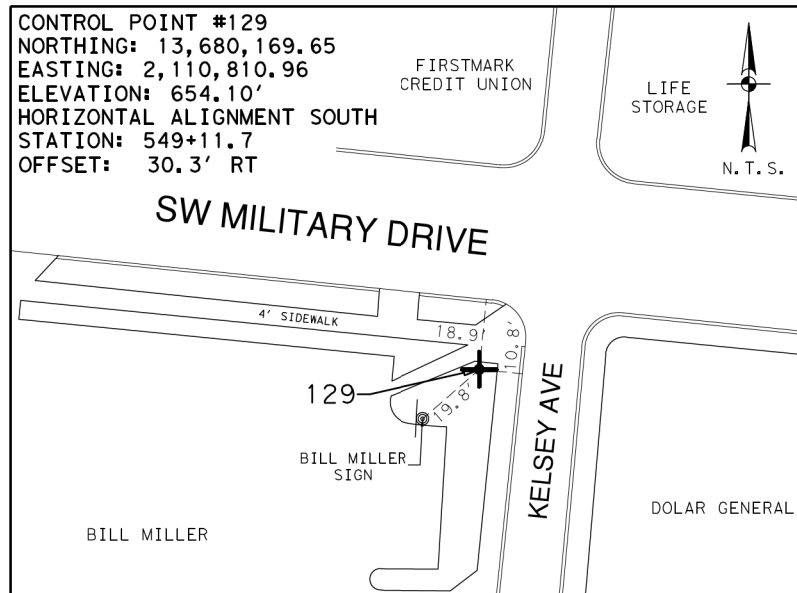 CONTROL POINT #129
NORTHING: 13,680,169.65
EASTING: 2,110,810.96
ELEVATION: 654.10'
HORIZONTAL ALIGNMENT SOUTH
STATION: 549+11.7
OFFSET: 30.3' RT
FIRSTMARK
CREDIT UNION
LIFE
STORAGE
N.T.S.
SW MILITARY DRIVE
4' SIDEWALK
18.9'
10.8'
129
19.8'
BILL MILLER
SIGN
KELSEY AVE
BILL MILLER
DOLAR GENERAL